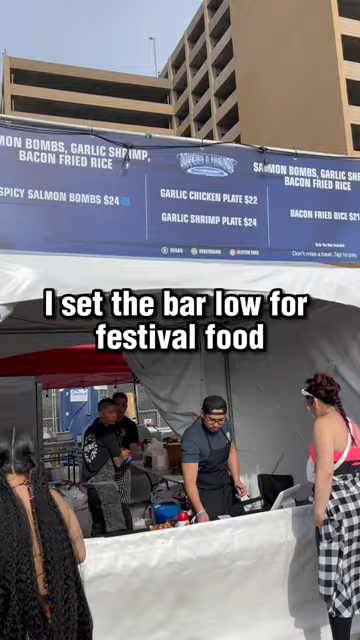 MON BOMBS, GARLIC SHRIMP,
BACON FRIED RICE
SPICY SALMON BOMBS $24
GARLIC CHICKEN PLATE $22
GARLIC SHRIMP PLATE $24
SALMON BOMBS, GARLIC SHR
BACON FRIED RICE
BACON FRIED RICE $21
VEGAN
VEGETARIAN
GLUTEN FREE
Don't miss a beat. Tap to pay.
I set the bar low for
festival food